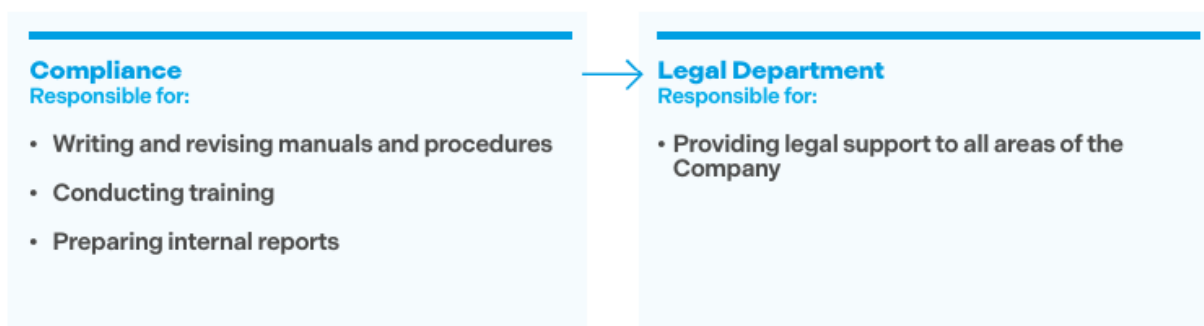 Compliance
Responsible for:
• Writing and revising manuals and procedures
• Conducting training
• Preparing internal reports
Legal Department
Responsible for:
• Providing legal support to all areas of the
Company